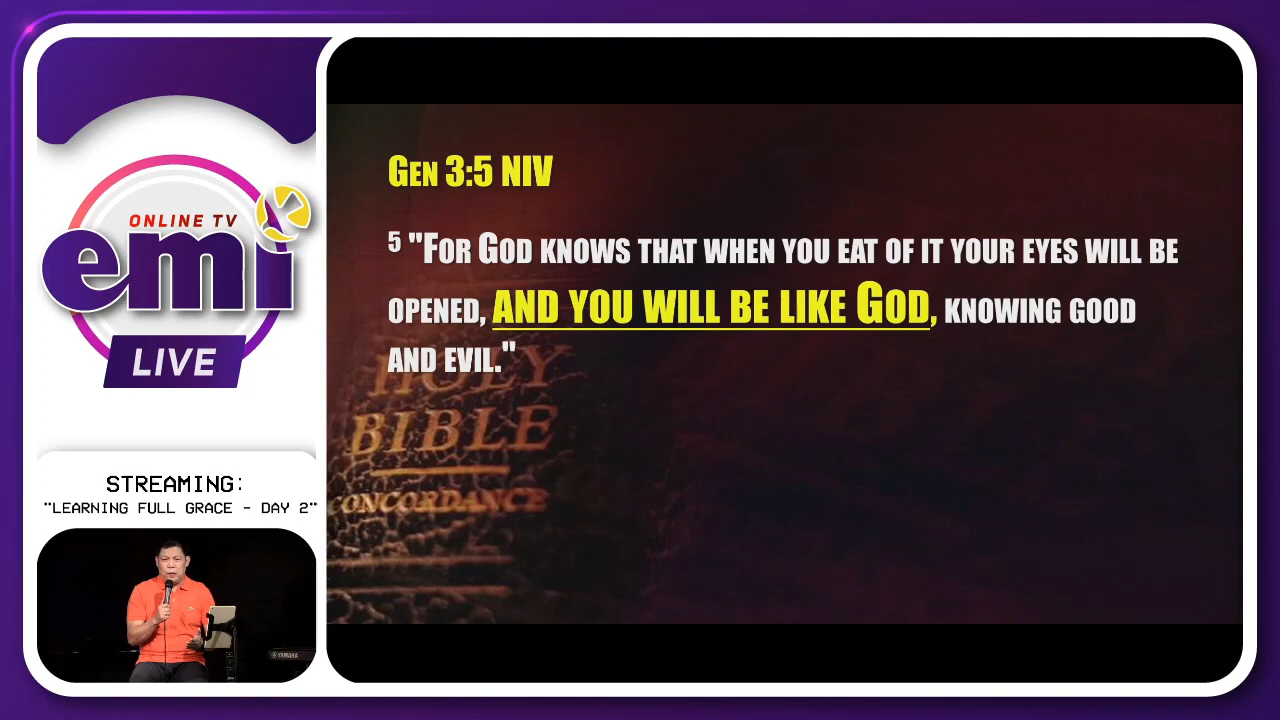 ONLINE TV
emi
LIVE
STREAMING:
"LEARNING FULL GRACE - DAY 2"
YAMAHA
GEN 3:5 NIV
5 "FOR GOD KNOWS THAT WHEN YOU EAT OF IT YOUR EYES WILL BE
OPENED, AND YOU WILL BE LIKE GOD, KNOWING GOOD
AND EVIL."
HOLY
BIBLE
CONCORDANCE